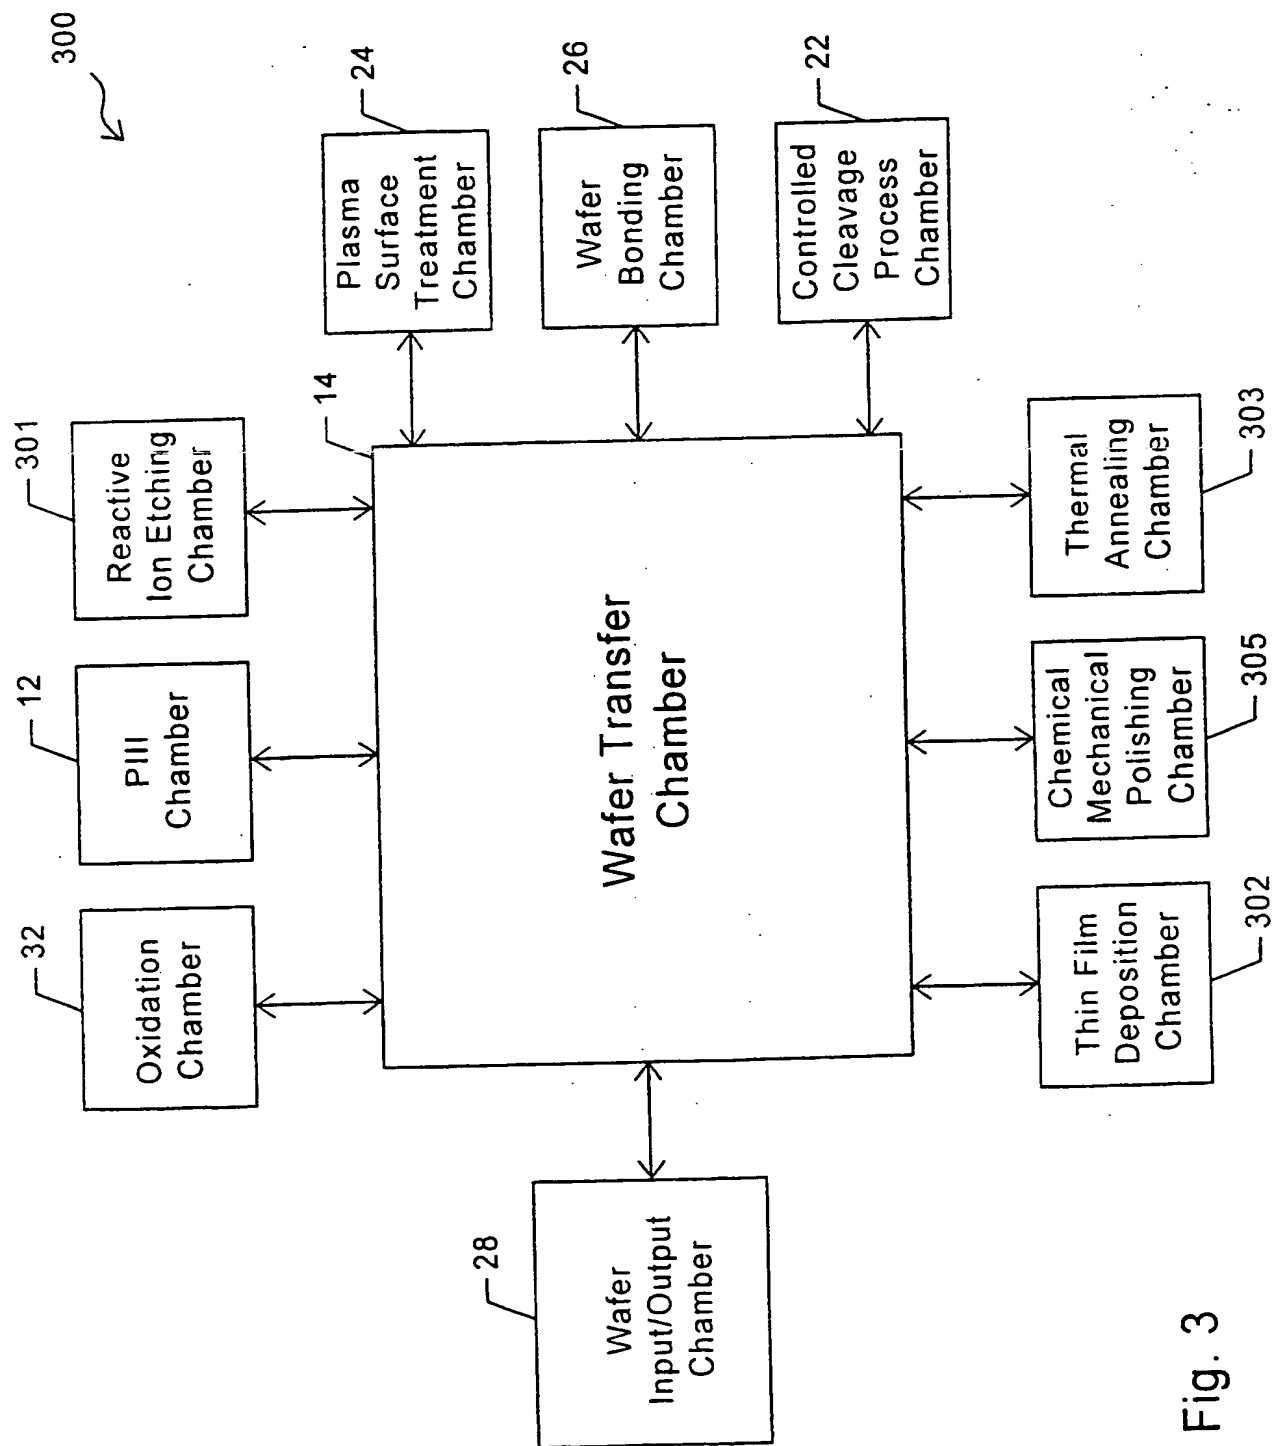 300
32
Oxidation
Chamber
12
PIII
Chamber
301
Reactive
Ion Etching
Chamber
24
Plasma
Surface
Treatment
Chamber
26
Wafer
Bonding
Chamber
22
Controlled
Cleavage
Process
Chamber
14
Wafer Transfer
Chamber
28
Wafer
Input/Output
Chamber
Thin Film
Deposition
Chamber
302
Chemical
Mechanical
Polishing
Chamber
305
Thermal
Annealing
Chamber
303
Fig. 3